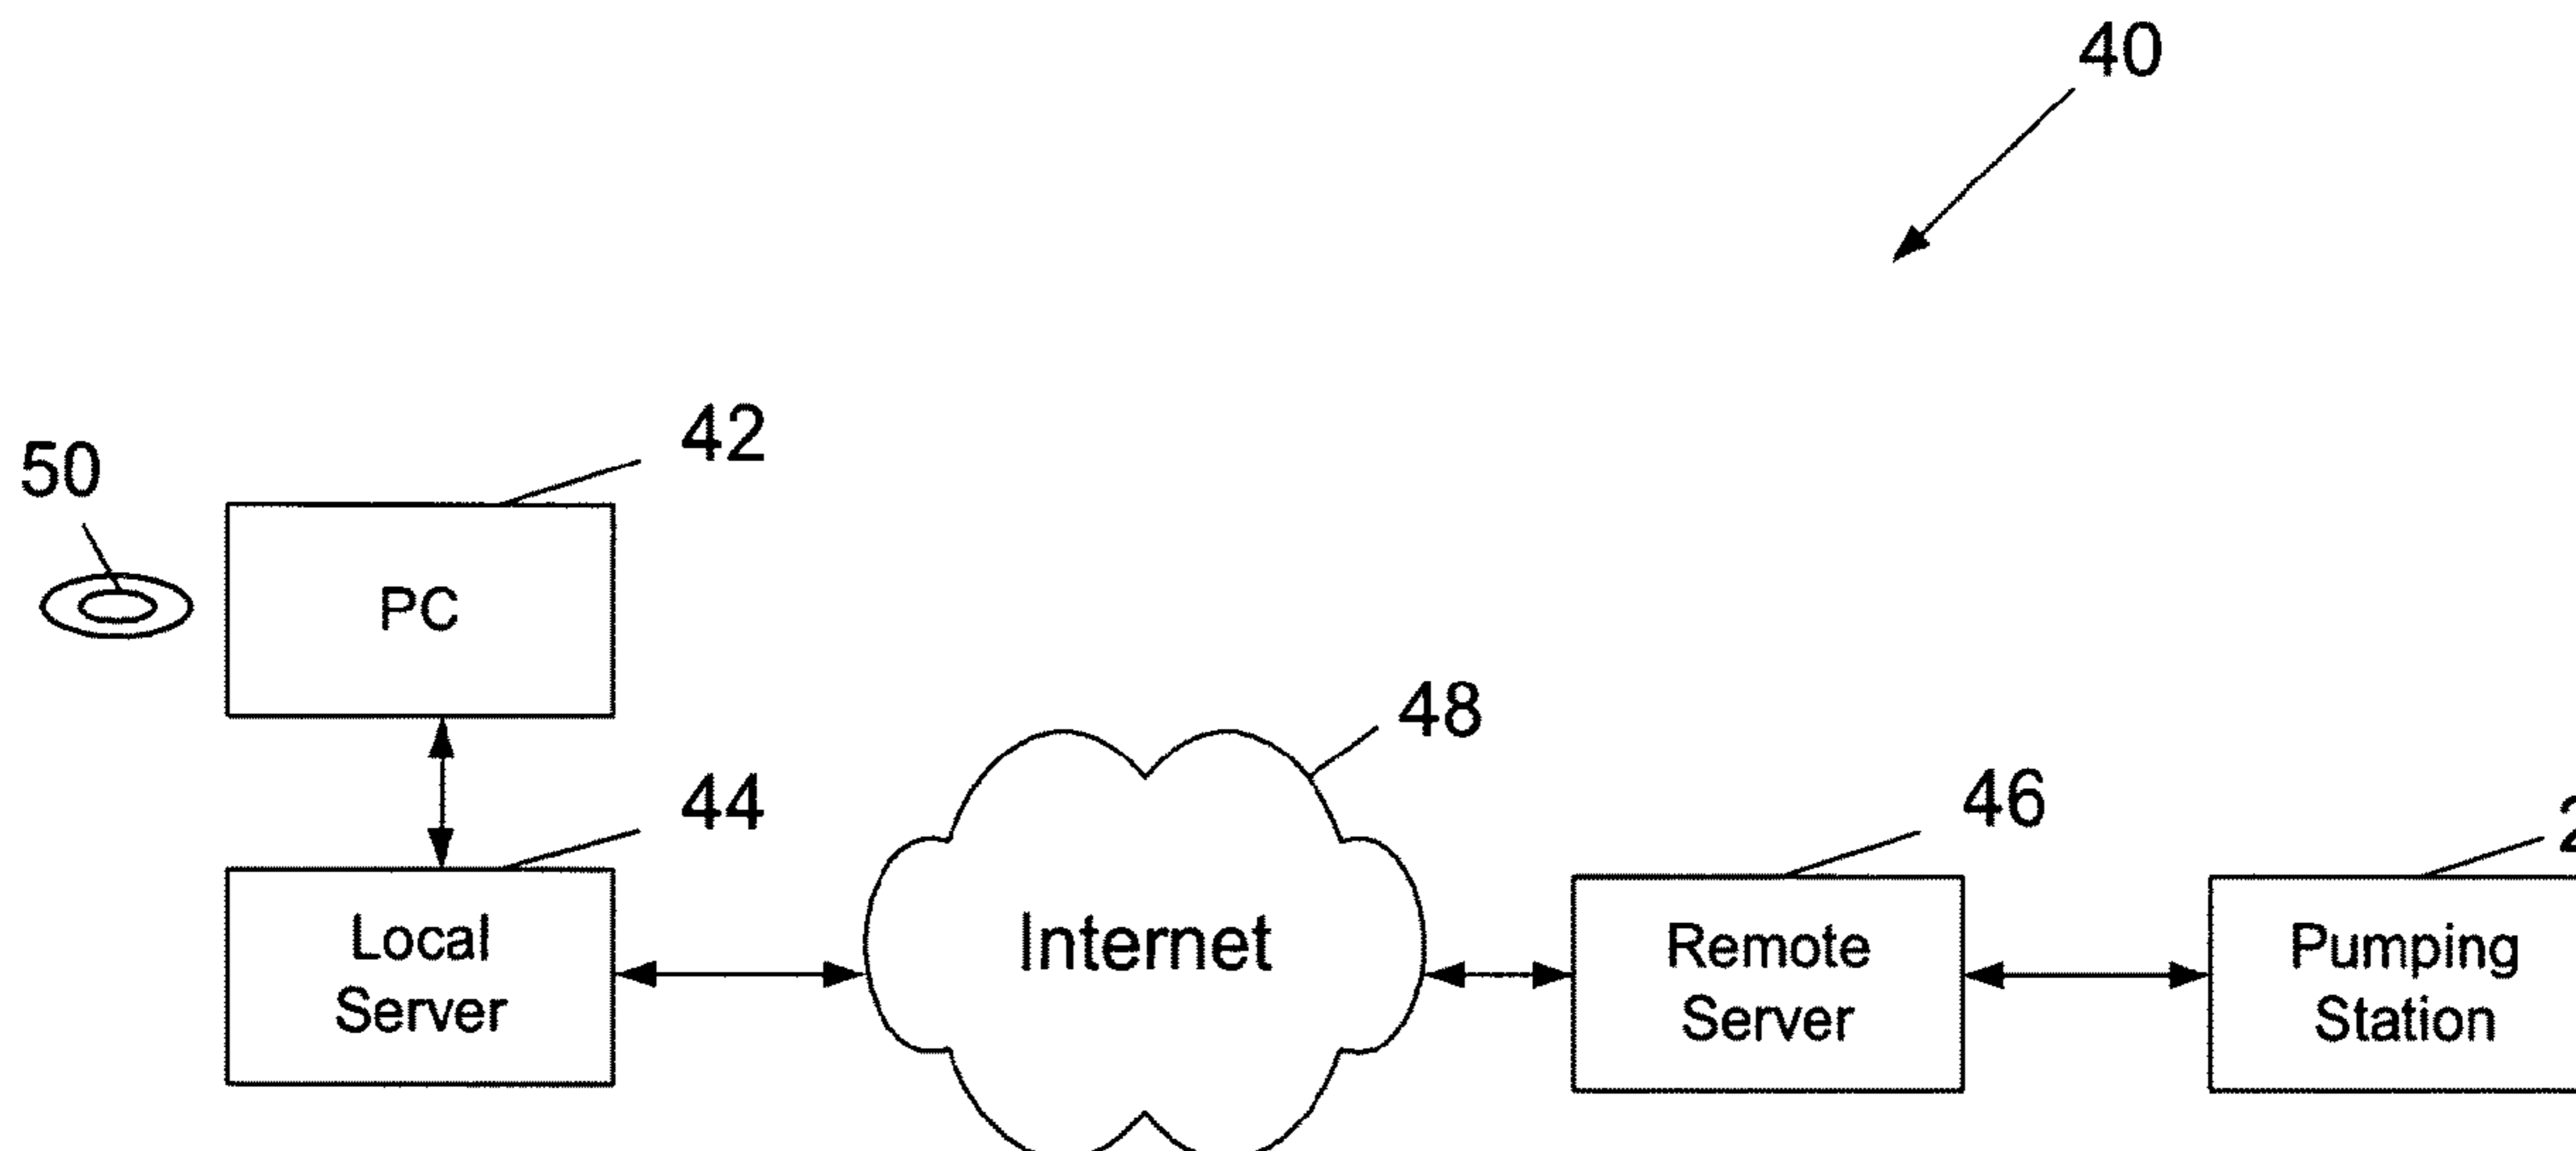 40
42
50
PC
48
44
46
Local
Server
Internet
Remote
Server
Pumping
Station